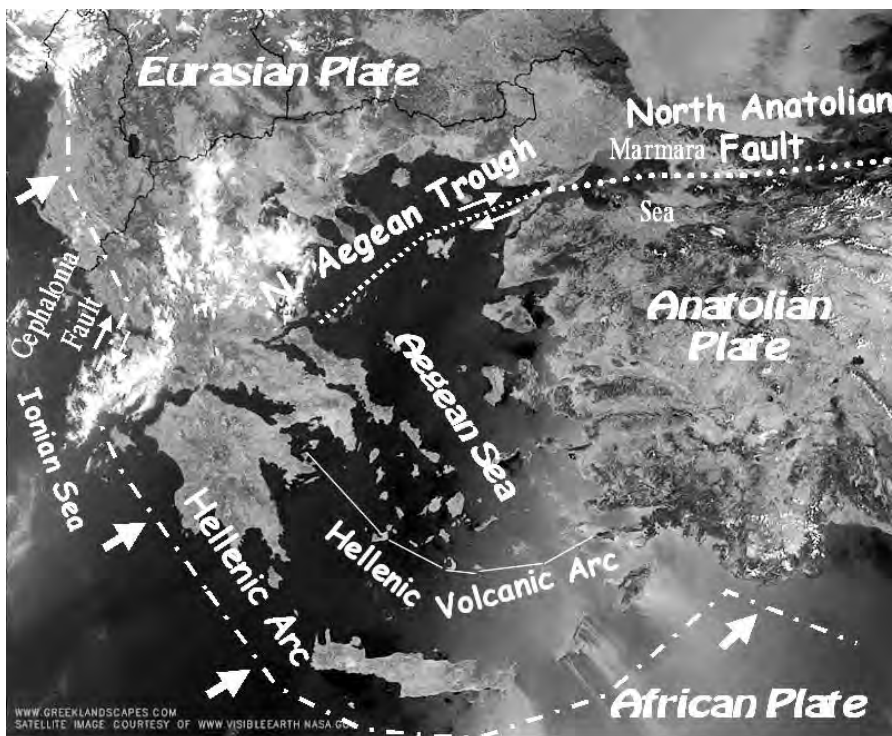 Eurasian Plate
North Anatolian
Fault
Marmara
Sea
N. Aegean Trough
Cephalonia
Fault
Anatolian
Plate
Aegean Sea
Ionian Sea
Hellenic Arc
Hellenic Volcanic Arc
African Plate
WWW.GREEKLANDSCAPES.COM
SATELLITE IMAGE COURTESY OF WWW.VISIBLEEARTH.NASA.GO